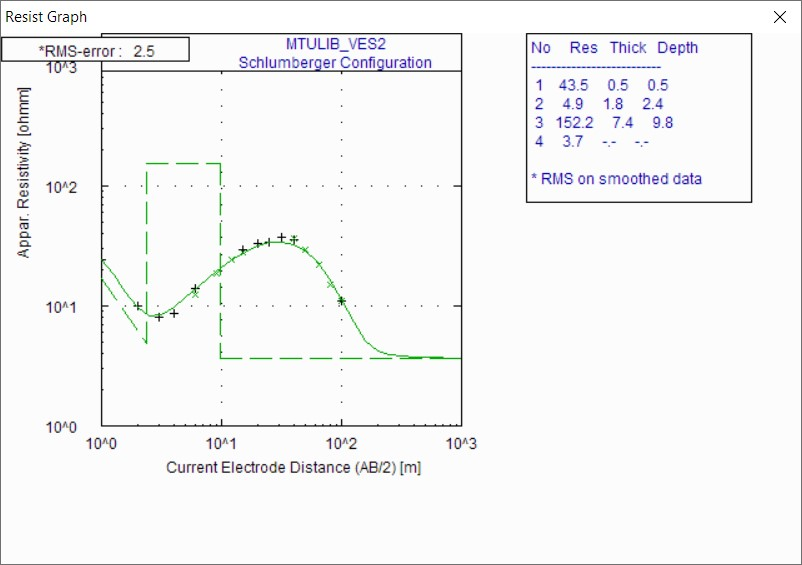 Resist Graph
*RMS-error : 2.5
MTULIB_VES2
Schlumberger Configuration
10^3
10^2
10^1
10^0
Appar. Resistivity [ohmm]
10^0 10^1 10^2 10^3
Current Electrode Distance (AB/2) [m]
No Res Thick Depth
--------------------------
1 43.5 0.5 0.5
2 4.9 1.8 2.4
3 152.2 7.4 9.8
4 3.7 -.- -.-
* RMS on smoothed data